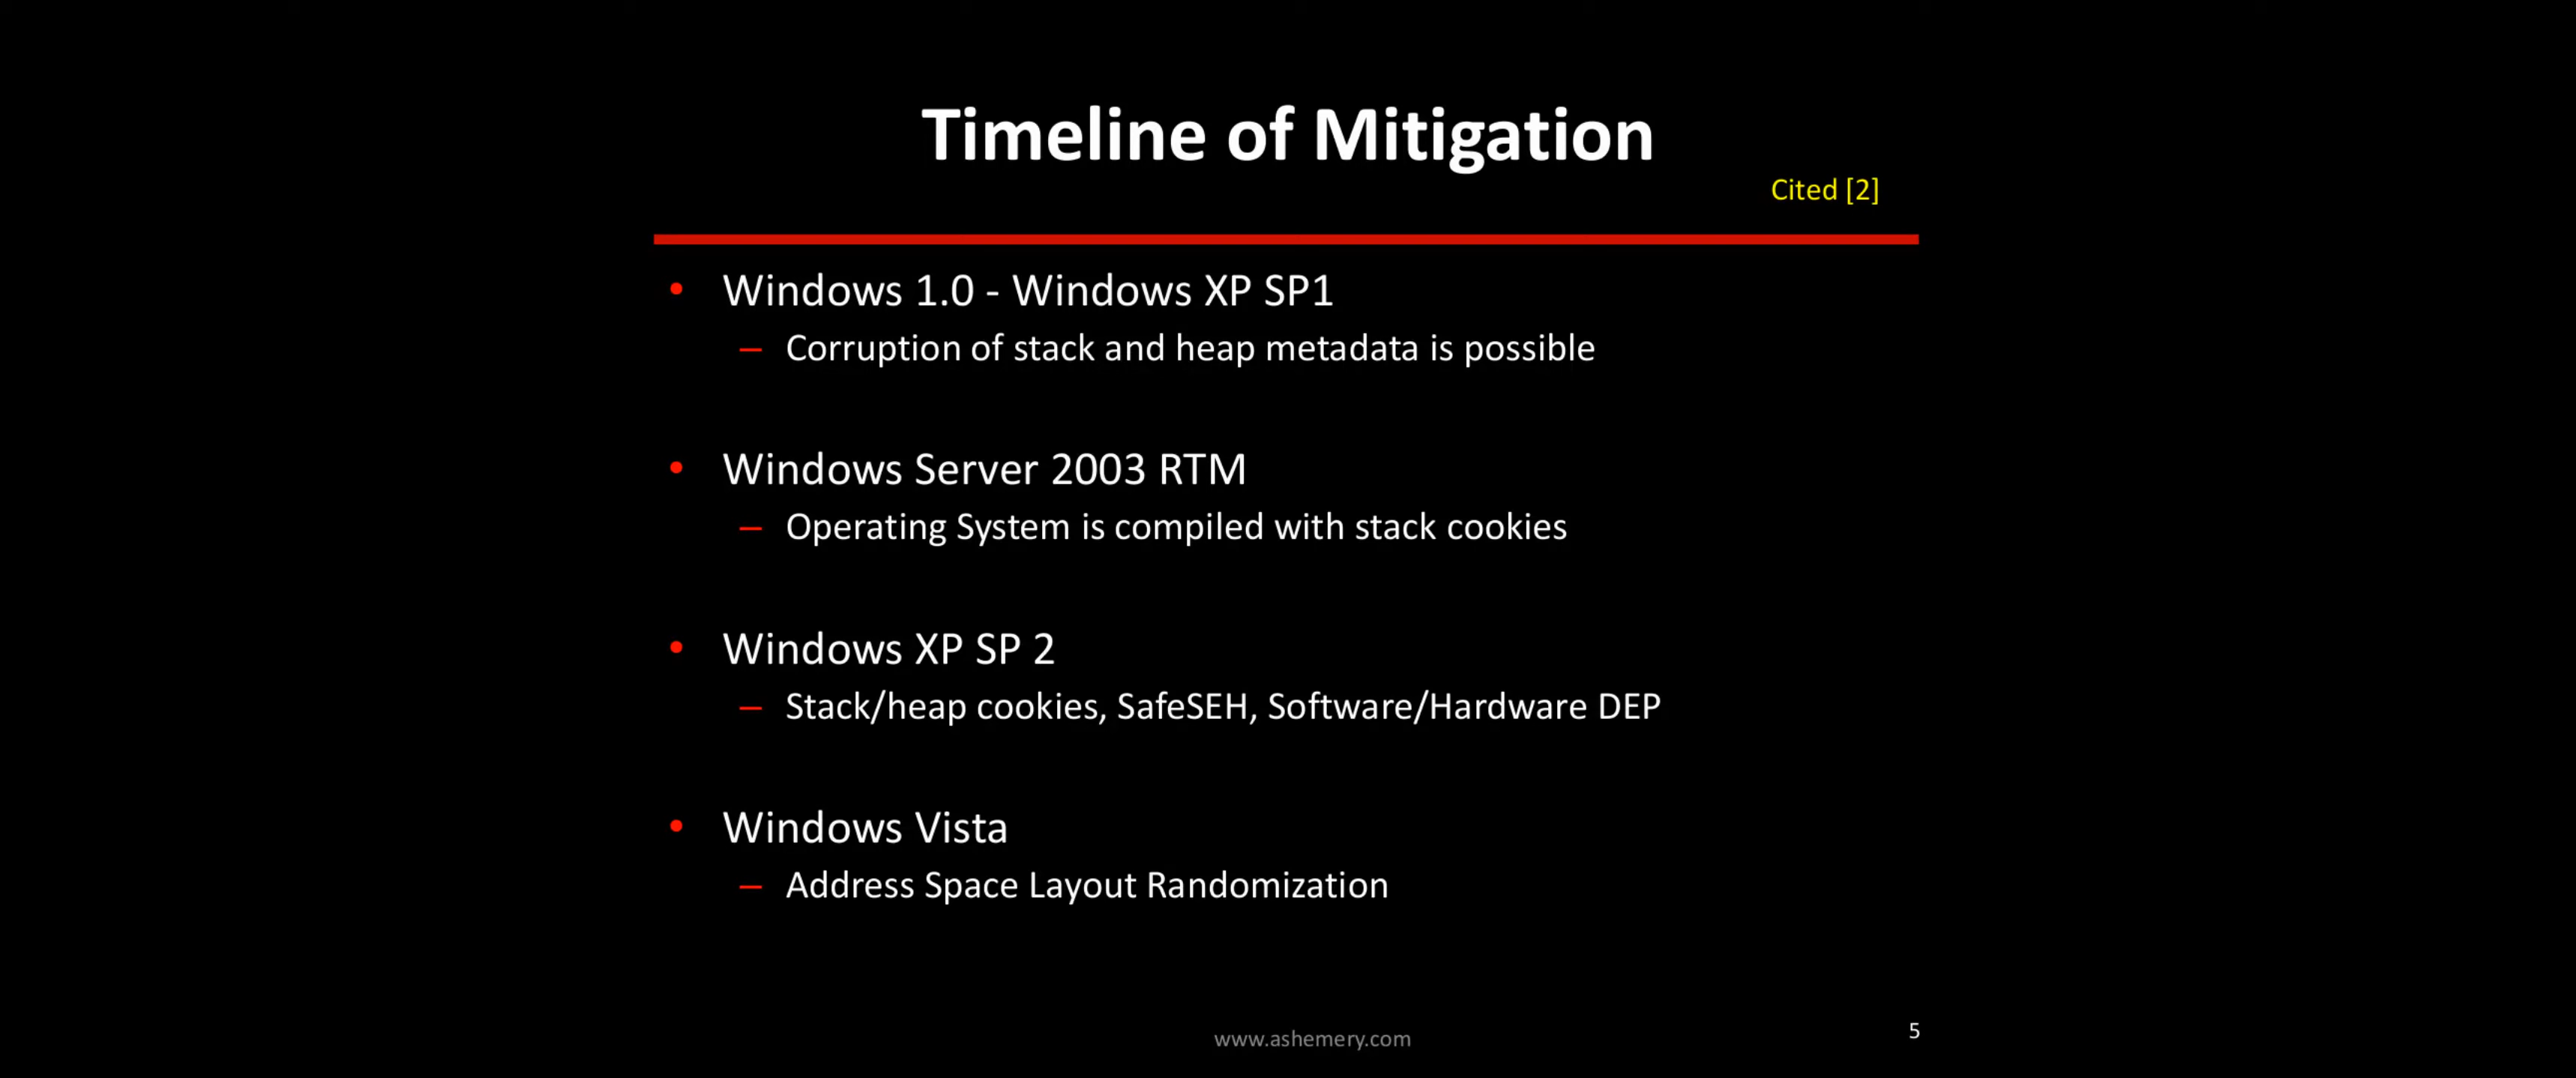 Timeline of Mitigation
Cited [2]
• Windows 1.0 - Windows XP SP1
– Corruption of stack and heap metadata is possible
• Windows Server 2003 RTM
– Operating System is compiled with stack cookies
• Windows XP SP 2
– Stack/heap cookies, SafeSEH, Software/Hardware DEP
• Windows Vista
– Address Space Layout Randomization
www.ashemery.com
5